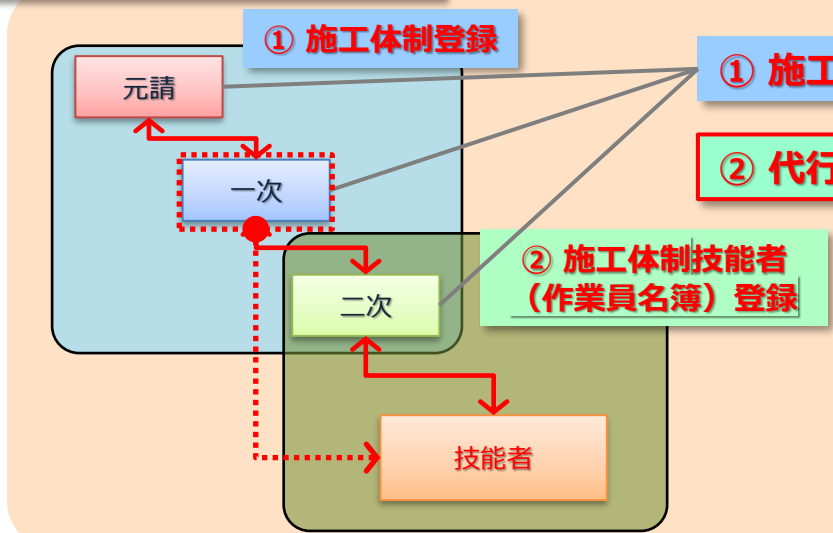 ① 施工体制登録
元請
① 施工
一次
② 代行
② 施工体制技能者
（作業員名簿）登録
二次
技能者